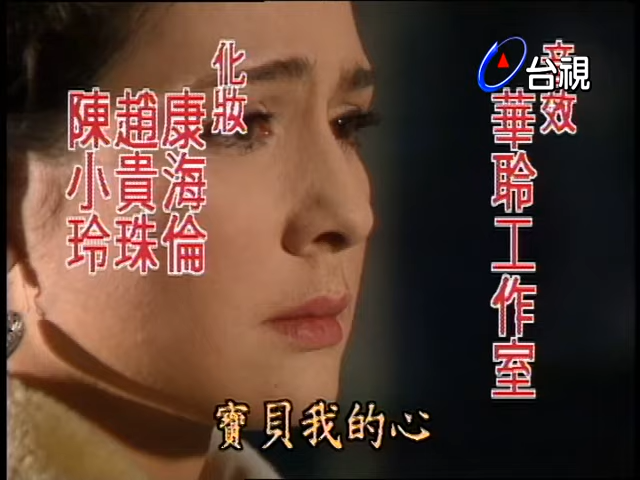 化妝
康海倫
趙貴珠
陳小玲
台視
音效
華聆工作室
寶貝我的心